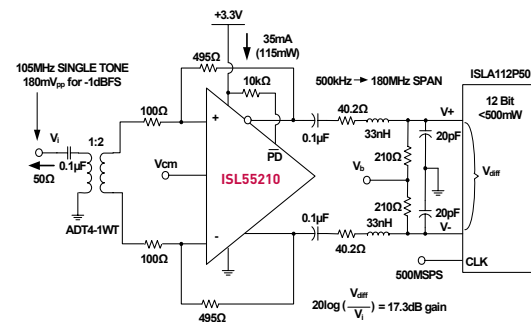 +3.3V
35mA
(115mW)
495Ω
10kΩ
500kHz → 180MHz SPAN
ISLA112P50
105MHz SINGLE TONE
180mVpp for -1dBFS
100Ω
+
PD
0.1µF
40.2Ω
33nH
V+
12 Bit
<500mW
Vi
1:2
0.1µF
50Ω
ADT4-1WT
Vcm
ISL55210
210Ω
20pF
Vb
Vdiff
210Ω
20pF
100Ω
-
0.1µF
40.2Ω
33nH
V-
CLK
500MSPS
495Ω
20log (Vdiff/Vi) = 17.3dB gain